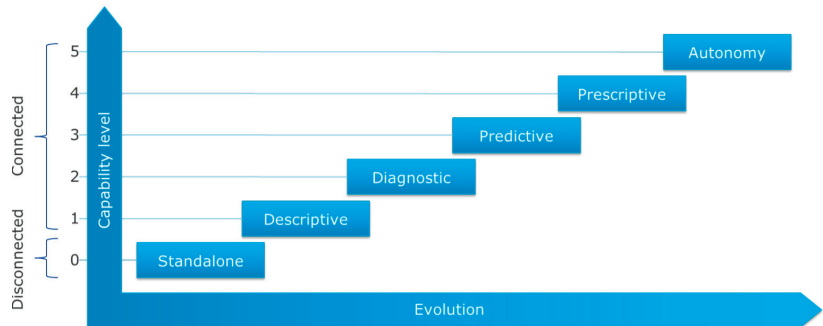 5
Autonomy
4
Prescriptive
Connected
3
Predictive
Capability level
2
Diagnostic
1
Descriptive
Disconnected
0
Standalone
Evolution